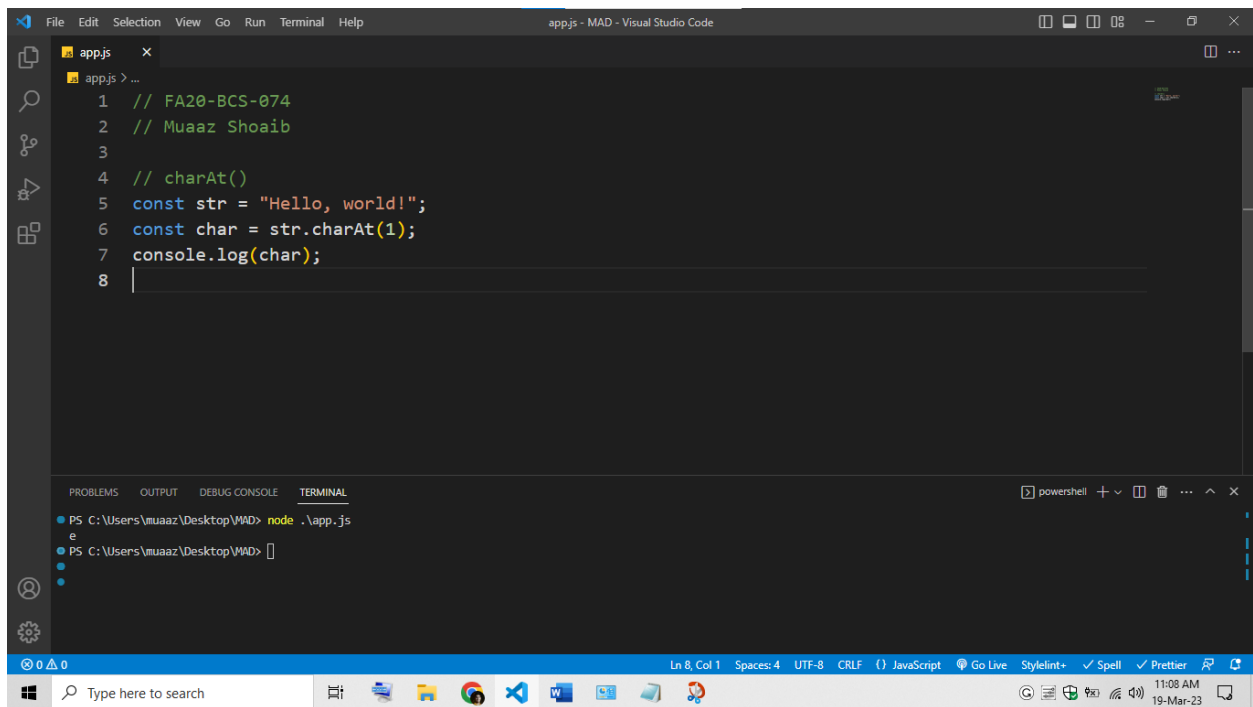 File Edit Selection View Go Run Terminal Help app.js - MAD - Visual Studio Code
JS app.js
JS app.js > ...
1 // FA20-BCS-074
2 // Muaaz Shoaib
3
4 // charAt()
5 const str = "Hello, world!";
6 const char = str.charAt(1);
7 console.log(char);
8
PROBLEMS OUTPUT DEBUG CONSOLE TERMINAL powershell
PS C:\Users\muaaz\Desktop\MAD> node .\app.js
e
PS C:\Users\muaaz\Desktop\MAD>
0 0 Ln 8, Col 1 Spaces: 4 UTF-8 CRLF {} JavaScript Go Live Stylelint+ ✓ Spell ✓ Prettier
Type here to search 11:08 AM
19-Mar-23